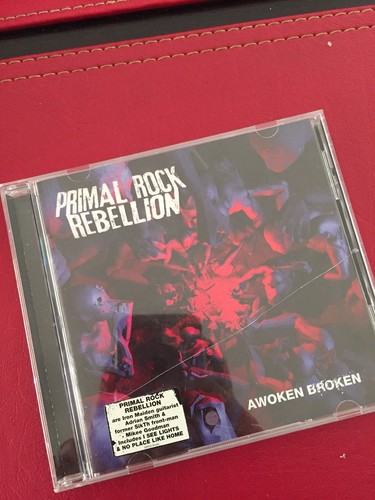 PRIMAL ROCK
REBELLION
AWOKEN BROKEN
PRIMAL ROCK
REBELLION
are Iron Maiden guitarist
Adrian Smith &
former SikTh front-man
- Mikee Goodman
Includes I SEE LIGHTS
& NO PLACE LIKE HOME